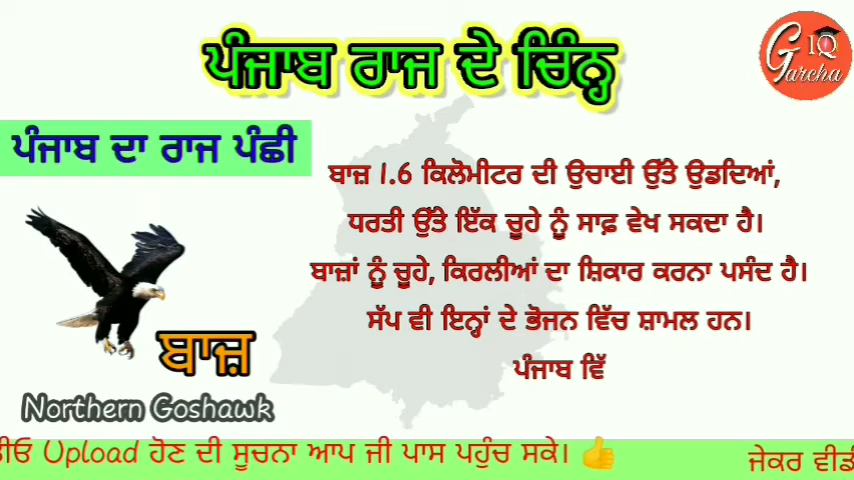 ਪੰਜਾਬ ਰਾਜ ਦੇ ਚਿੰਨ੍ਹ
G IQ
Garcha
ਪੰਜਾਬ ਦਾ ਰਾਜ ਪੰਛੀ
ਬਾਜ਼ 1.6 ਕਿਲੋਮੀਟਰ ਦੀ ਉਚਾਈ ਉੱਤੇ ਉਡਦਿਆਂ,
ਧਰਤੀ ਉੱਤੇ ਇੱਕ ਚੂਹੇ ਨੂੰ ਸਾਫ਼ ਵੇਖ ਸਕਦਾ ਹੈ।
ਬਾਜ਼ਾਂ ਨੂੰ ਚੂਹੇ, ਕਿਰਲੀਆਂ ਦਾ ਸ਼ਿਕਾਰ ਕਰਨਾ ਪਸੰਦ ਹੈ।
ਸੱਪ ਵੀ ਇਨ੍ਹਾਂ ਦੇ ਭੋਜਨ ਵਿੱਚ ਸ਼ਾਮਲ ਹਨ।
ਪੰਜਾਬ ਵਿੱ
ਬਾਜ਼
Northern Goshawk
ਡੀਓ Upload ਹੋਣ ਦੀ ਸੂਚਨਾ ਆਪ ਜੀ ਪਾਸ ਪਹੁੰਚ ਸਕੇ। 👍 ਜੇਕਰ ਵੀਡੀ